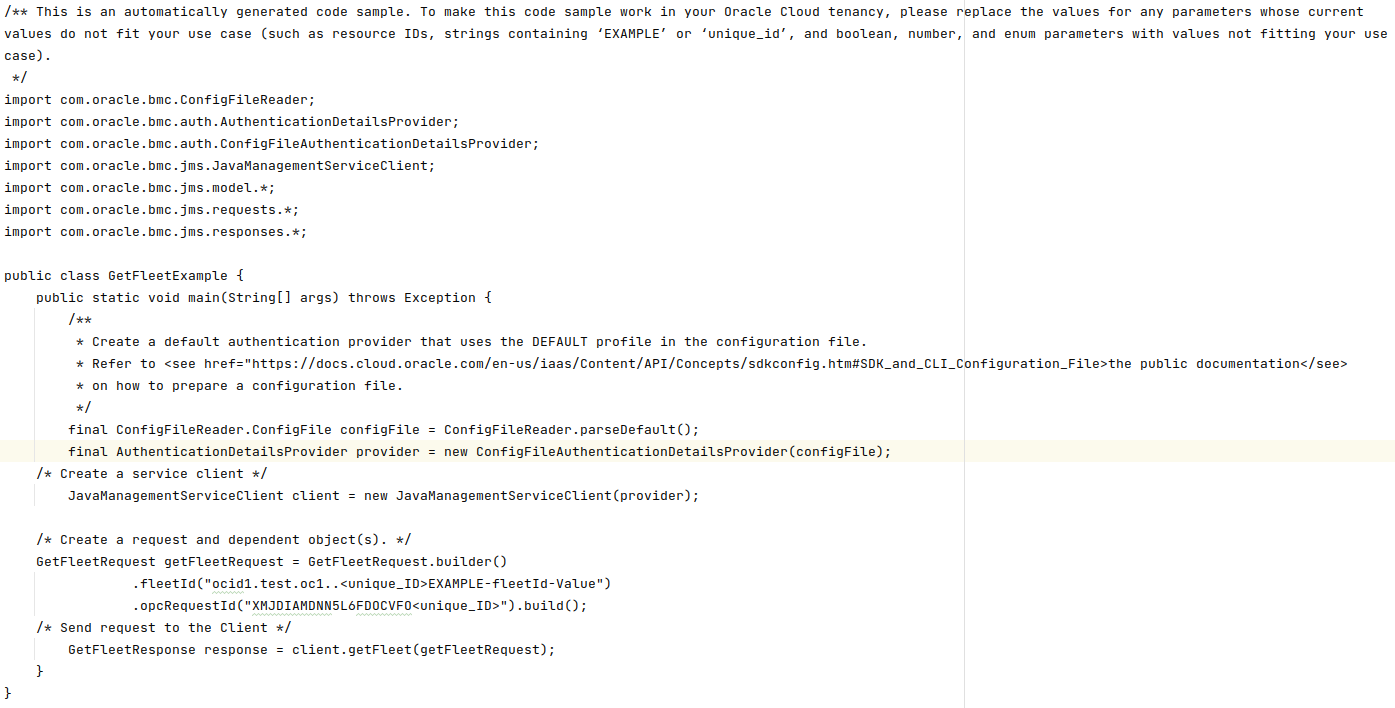 /** This is an automatically generated code sample. To make this code sample work in your Oracle Cloud tenancy, please replace the values for any parameters whose current
values do not fit your use case (such as resource IDs, strings containing ‘EXAMPLE’ or ‘unique_id’, and boolean, number, and enum parameters with values not fitting your use
case).
 */
import com.oracle.bmc.ConfigFileReader;
import com.oracle.bmc.auth.AuthenticationDetailsProvider;
import com.oracle.bmc.auth.ConfigFileAuthenticationDetailsProvider;
import com.oracle.bmc.jms.JavaManagementServiceClient;
import com.oracle.bmc.jms.model.*;
import com.oracle.bmc.jms.requests.*;
import com.oracle.bmc.jms.responses.*;

public class GetFleetExample {
    public static void main(String[] args) throws Exception {
        /**
         * Create a default authentication provider that uses the DEFAULT profile in the configuration file.
         * Refer to <see href="https://docs.cloud.oracle.com/en-us/iaas/Content/API/Concepts/sdkconfig.htm#SDK_and_CLI_Configuration_File>the public documentation</see>
         * on how to prepare a configuration file.
         */
        final ConfigFileReader.ConfigFile configFile = ConfigFileReader.parseDefault();
        final AuthenticationDetailsProvider provider = new ConfigFileAuthenticationDetailsProvider(configFile);
    /* Create a service client */
        JavaManagementServiceClient client = new JavaManagementServiceClient(provider);

    /* Create a request and dependent object(s). */
    GetFleetRequest getFleetRequest = GetFleetRequest.builder()
                .fleetId("ocid1.test.oc1..<unique_ID>EXAMPLE-fleetId-Value")
                .opcRequestId("XMJDIAMDNN5L6FDOCVFO<unique_ID>").build();
    /* Send request to the Client */
        GetFleetResponse response = client.getFleet(getFleetRequest);
    }
}